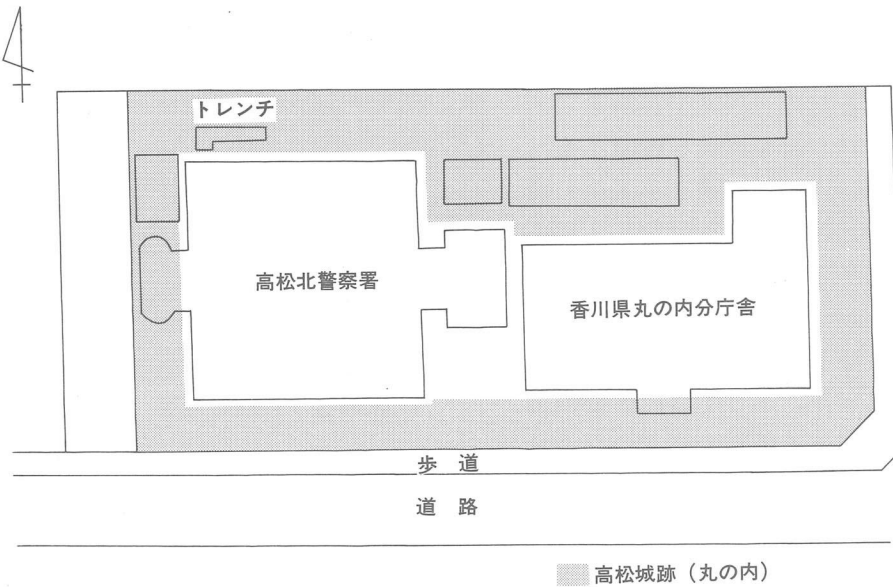 トレンチ
高松北警察署
香川県丸の内分庁舎
歩道
道路
高松城跡（丸の内）